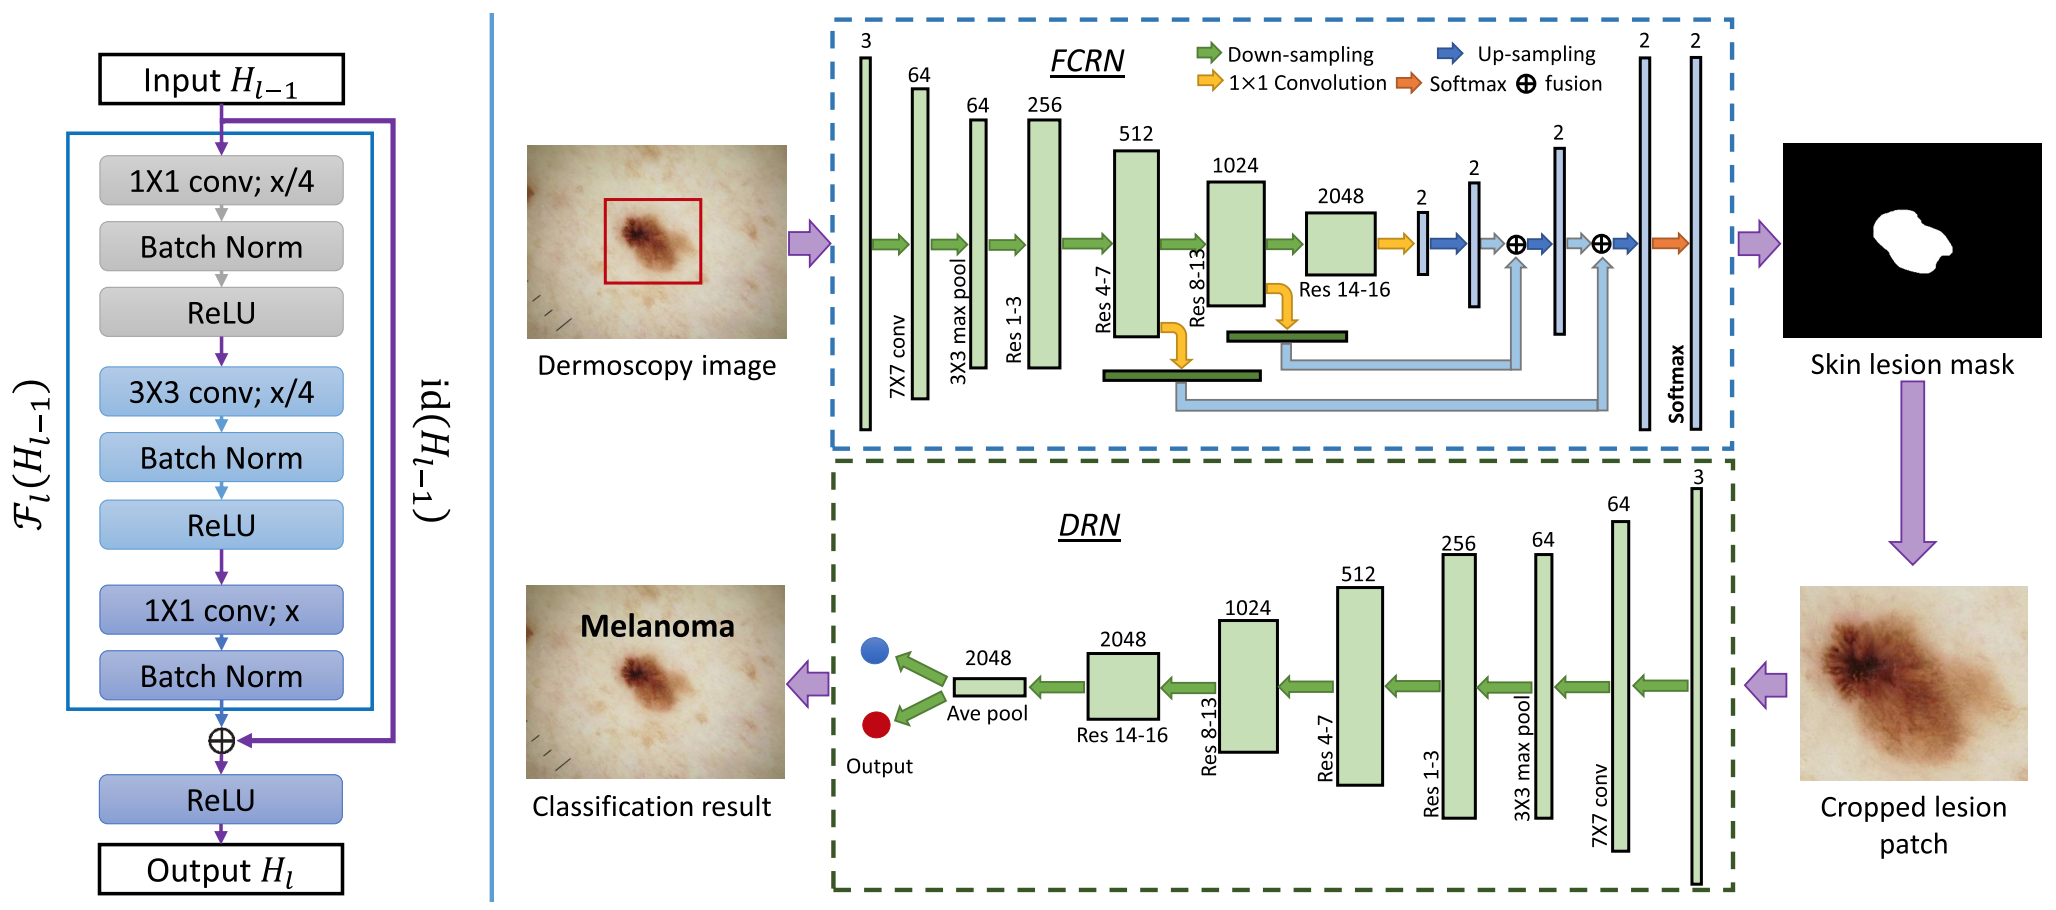 Input H_{l−1}
1X1 conv; x/4
Batch Norm
ReLU
3X3 conv; x/4
Batch Norm
ReLU
1X1 conv; x
Batch Norm
ReLU
Output H_l
ℱ_l(H_{l−1})
id(H_{l−1})
Dermoscopy image
FCRN
Down-sampling
Up-sampling
1×1 Convolution
Softmax
fusion
3
64
64
256
512
1024
2048
2
2
2
2
2
7X7 conv
3X3 max pool
Res 1-3
Res 4-7
Res 8-13
Res 14-16
Softmax
Skin lesion mask
Cropped lesion
patch
DRN
3
64
64
256
512
1024
2048
2048
7X7 conv
3X3 max pool
Res 1-3
Res 4-7
Res 8-13
Res 14-16
Ave pool
Output
Melanoma
Classification result